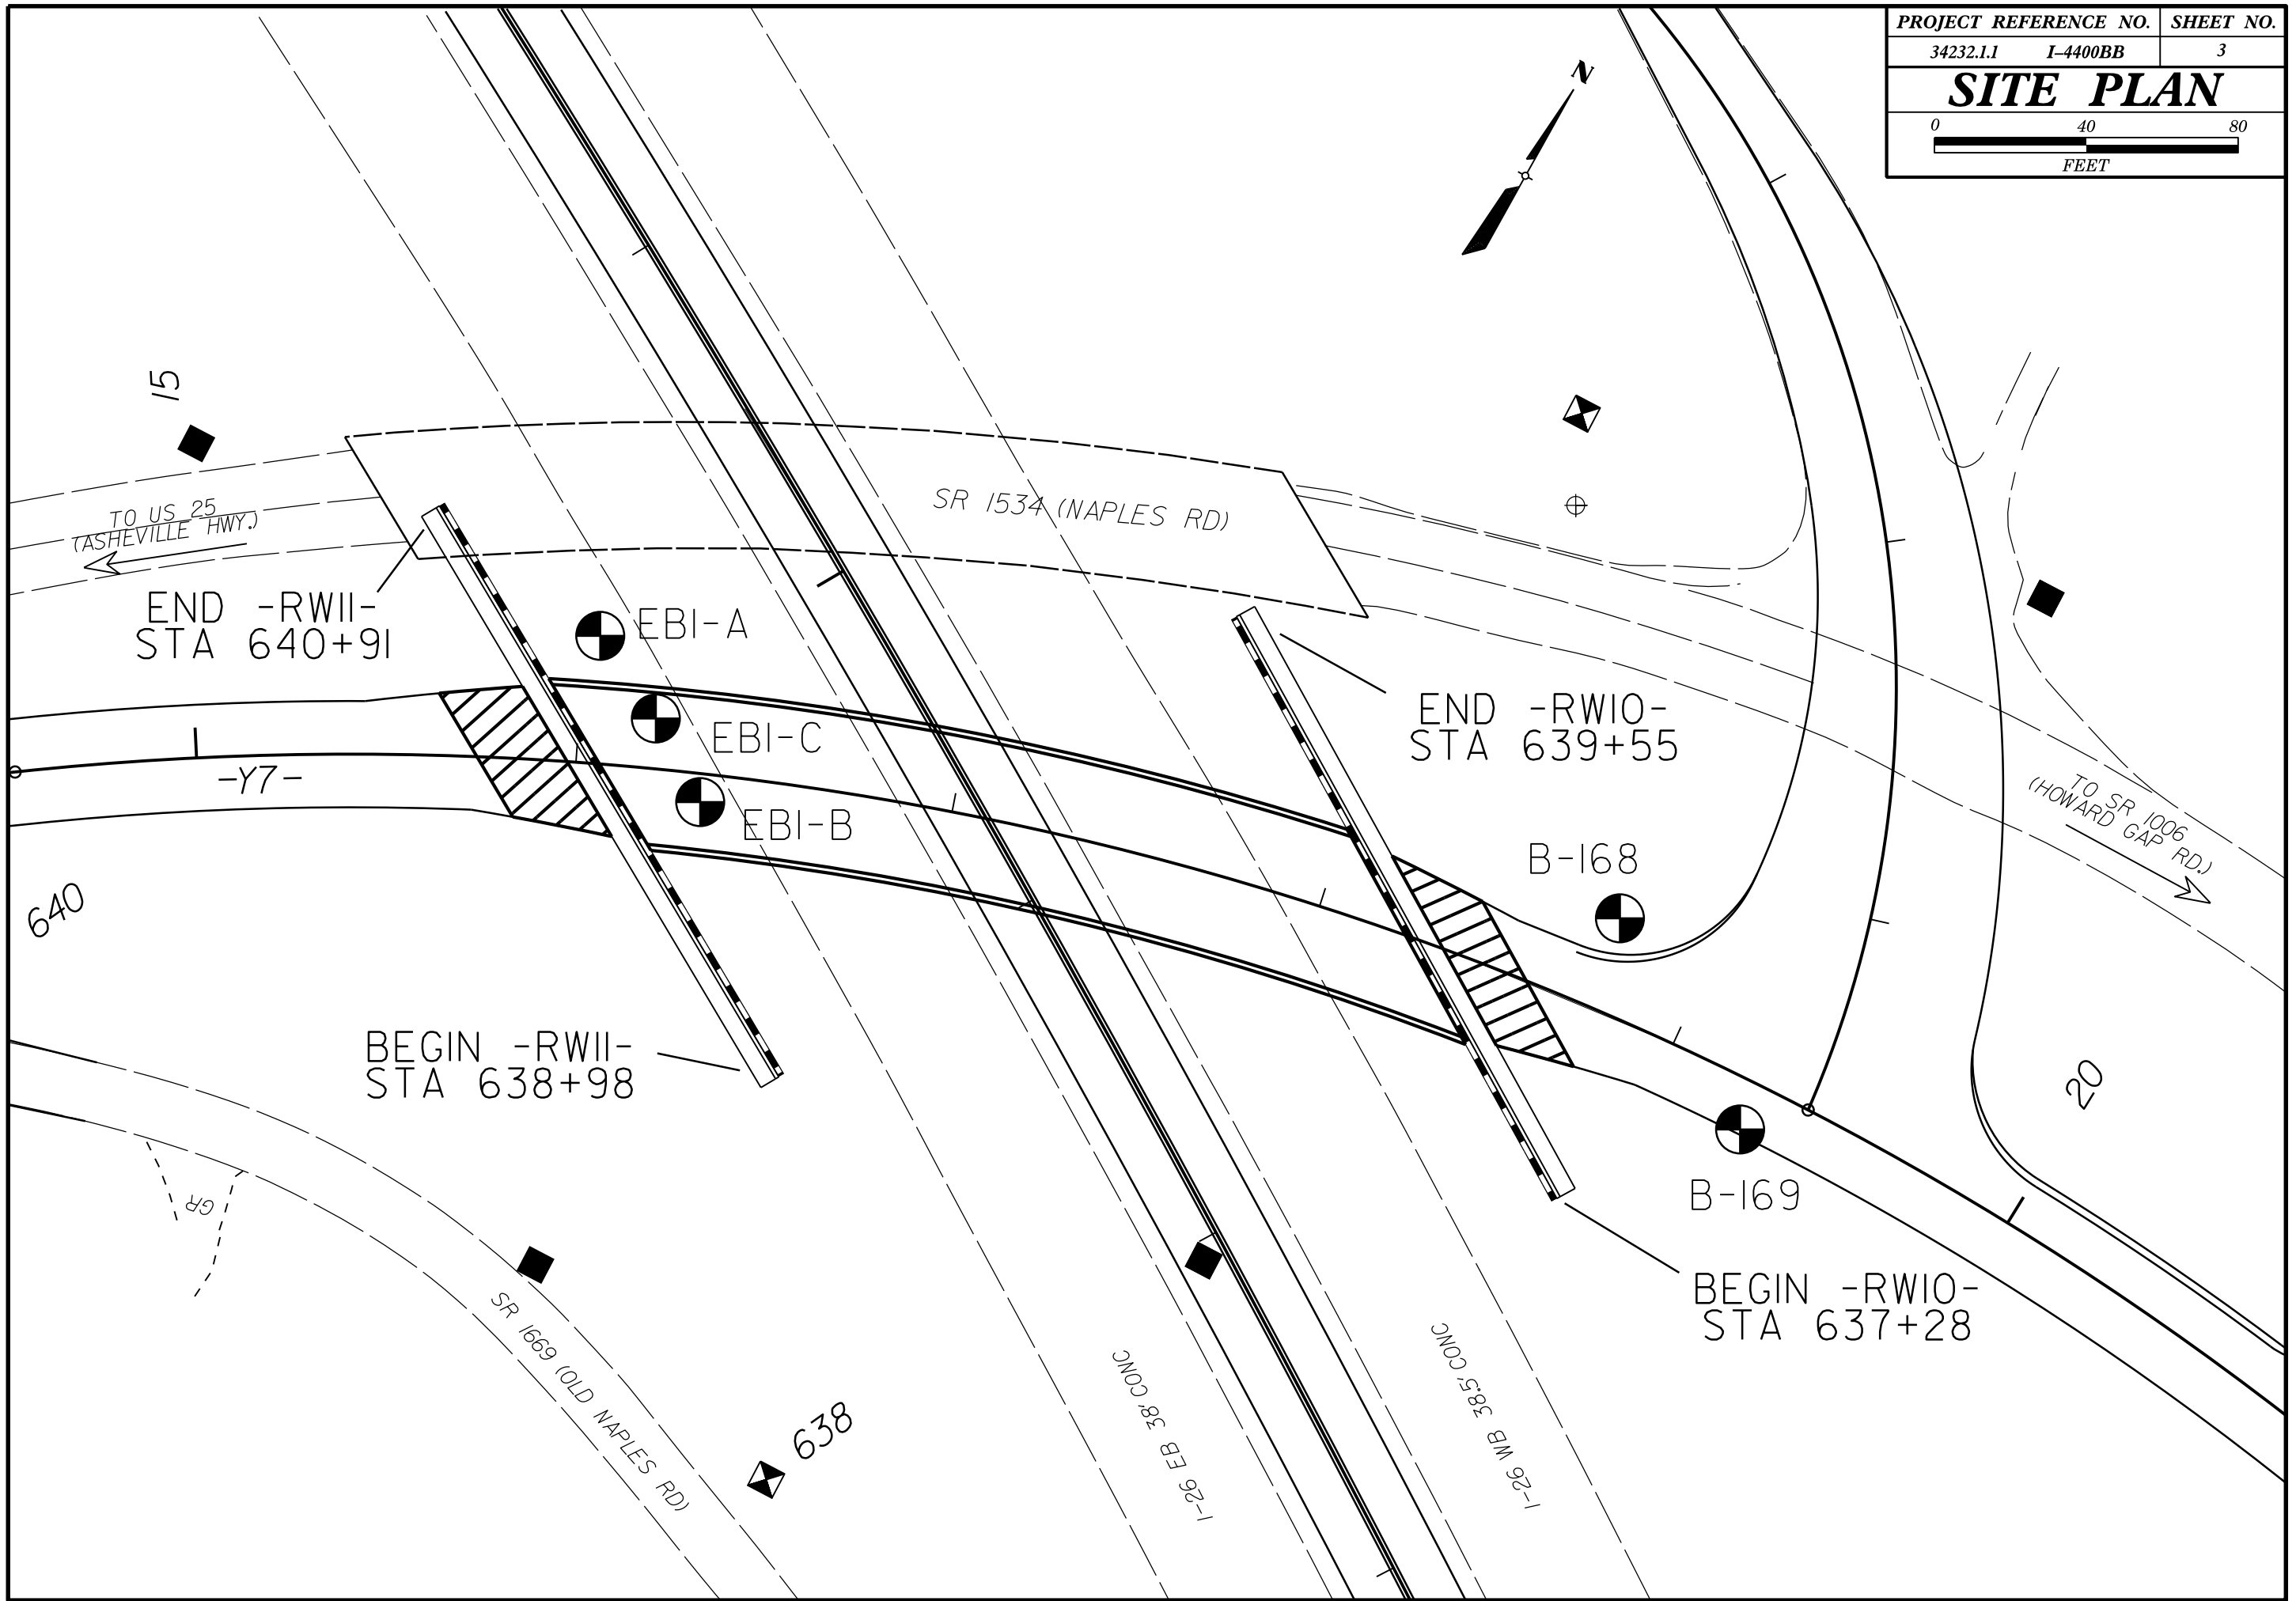 PROJECT REFERENCE NO. SHEET NO.
34232.1.1 I-4400BB 3
SITE PLAN
0 40 80
FEET
N
15
TO US 25
(ASHEVILLE HWY.)
SR 1534 (NAPLES RD)
END -RW11-
STA 640+91
EB1-A
EB1-C
EB1-B
-Y7-
END -RW10-
STA 639+55
B-168
TO SR 1006
(HOWARD GAP RD.)
640
BEGIN -RW11-
STA 638+98
20
B-169
GR
BEGIN -RW10-
STA 637+28
SR 1669 (OLD NAPLES RD)
638
I-26 EB 38' CONC
I-26 WB 38.5' CONC